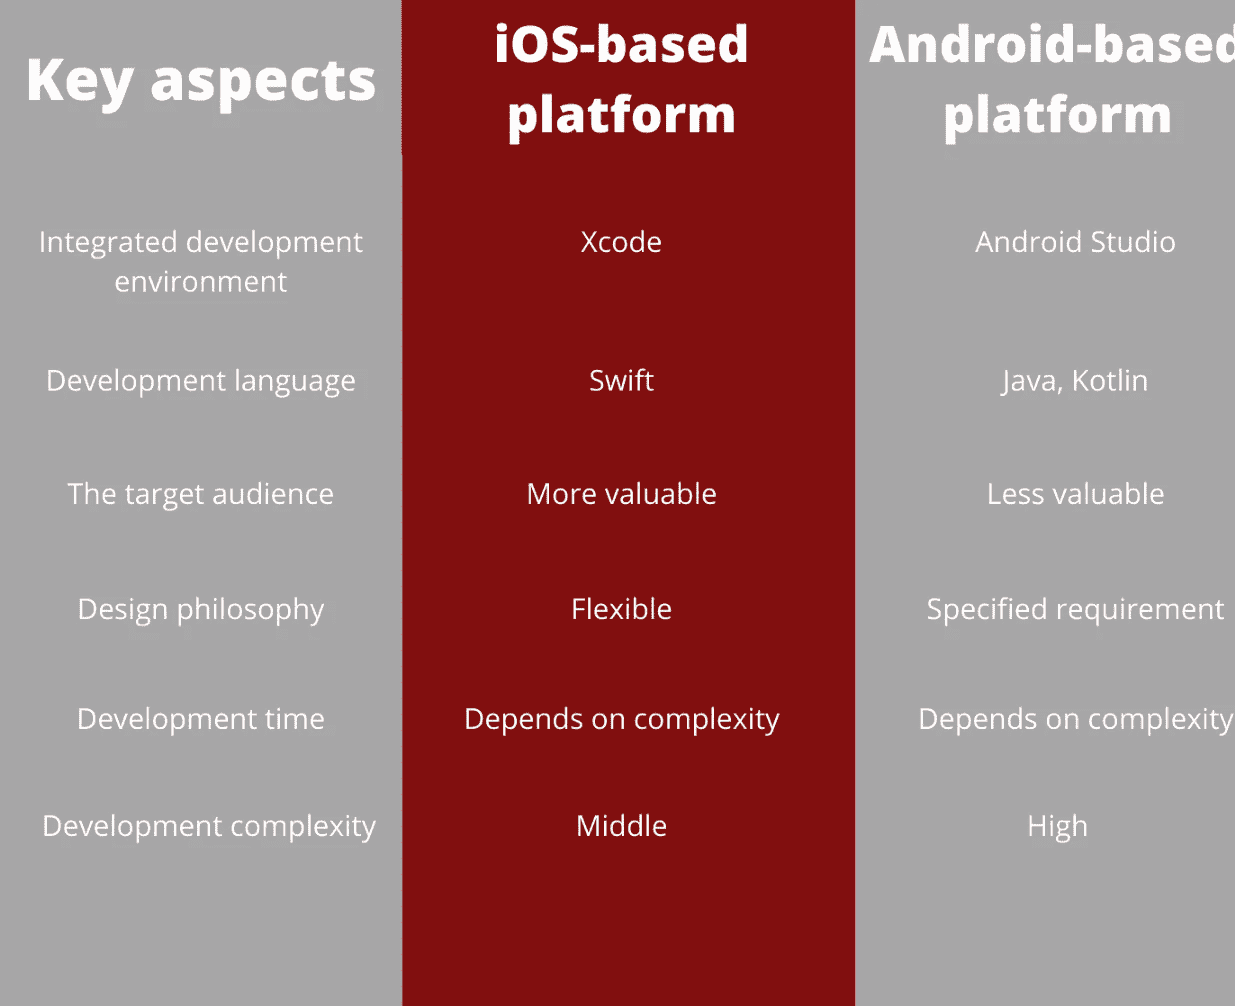 Key aspects
iOS-based
platform
Android-based
platform
Integrated development
environment
Xcode
Android Studio
Development language
Swift
Java, Kotlin
The target audience
More valuable
Less valuable
Design philosophy
Flexible
Specified requirement
Development time
Depends on complexity
Depends on complexity
Development complexity
Middle
High